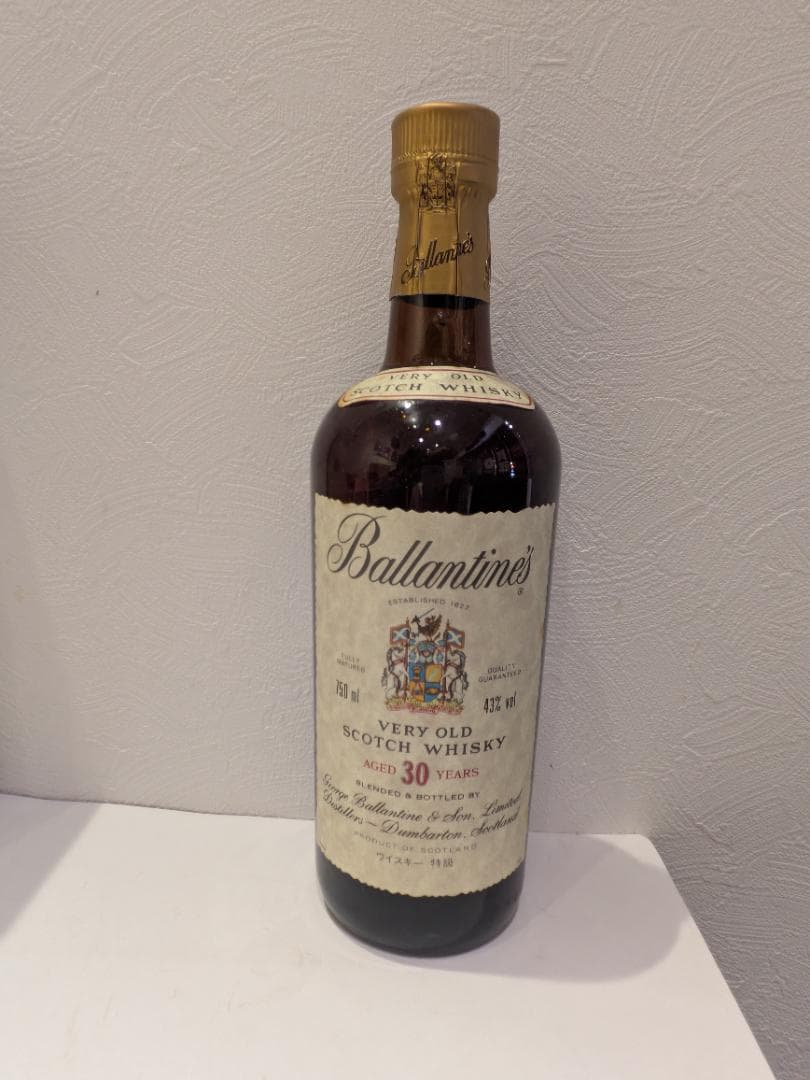 Ballantine's
VERY OLD
SCOTCH WHISKY
Ballantine's
®
ESTABLISHED 1827
FULLY
MATURED
QUALITY
GUARANTEED
750 ml
43% vol
VERY OLD
SCOTCH WHISKY
AGED 30 YEARS
BLENDED & BOTTLED BY
George Ballantine & Son, Limited
Distillers — Dumbarton, Scotland
PRODUCT OF SCOTLAND
ウイスキー 特級